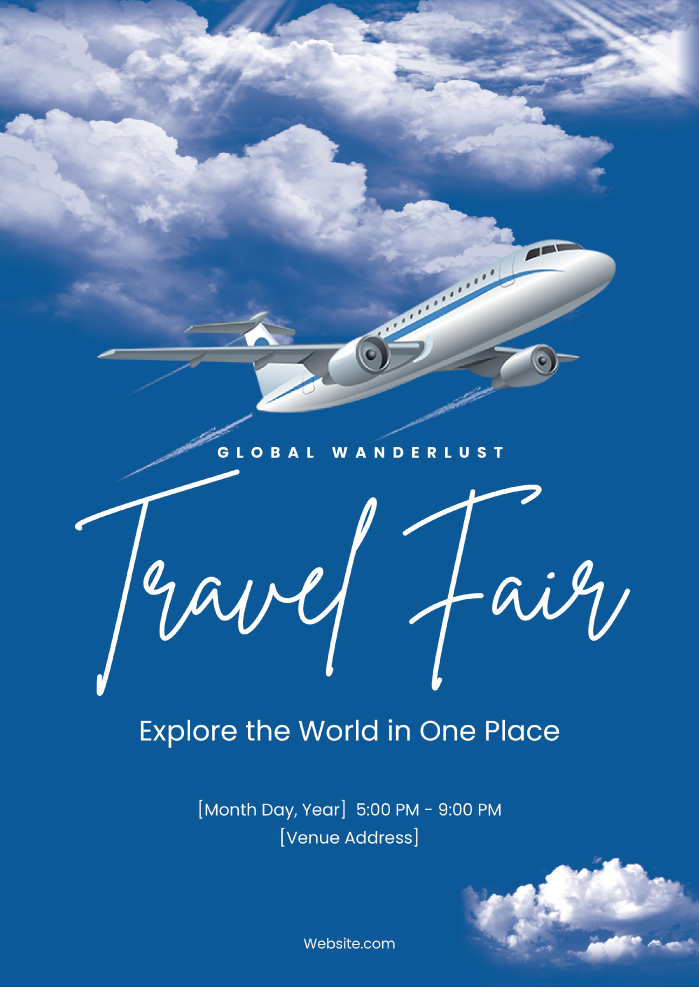 GLOBAL WANDERLUST
Travel Fair
Explore the World in One Place
[Month Day, Year] 5:00 PM - 9:00 PM
[Venue Address]
Website.com